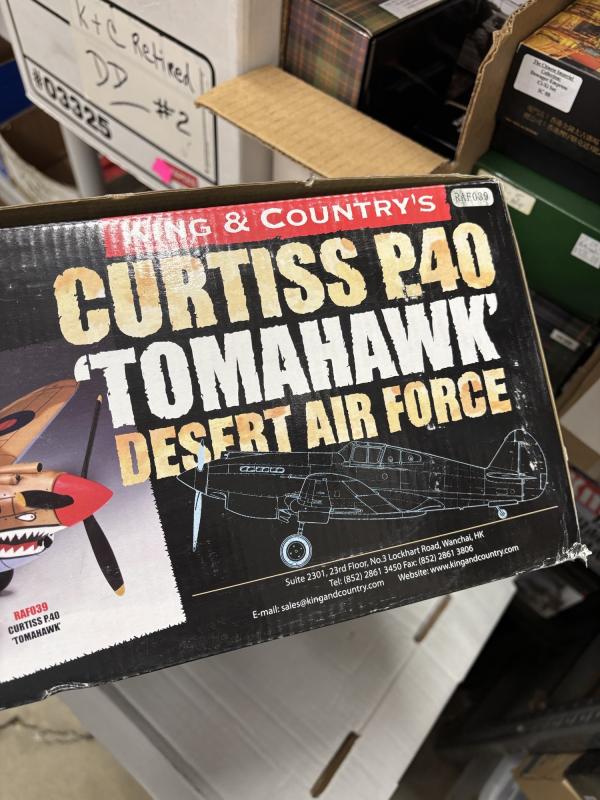 K+C Retired
DD #2
#03325
KING & COUNTRY'S
RAF039
CURTISS P.40
'TOMAHAWK'
DESERT AIR FORCE
Suite 2301, 23rd Floor, No.3 Lockhart Road, Wanchai, HK
Tel: (852) 2861 3450 Fax: (852) 2861 3806
E-mail: sales@kingandcountry.com Website: www.kingandcountry.com
RAF039
CURTISS P.40
'TOMAHAWK'